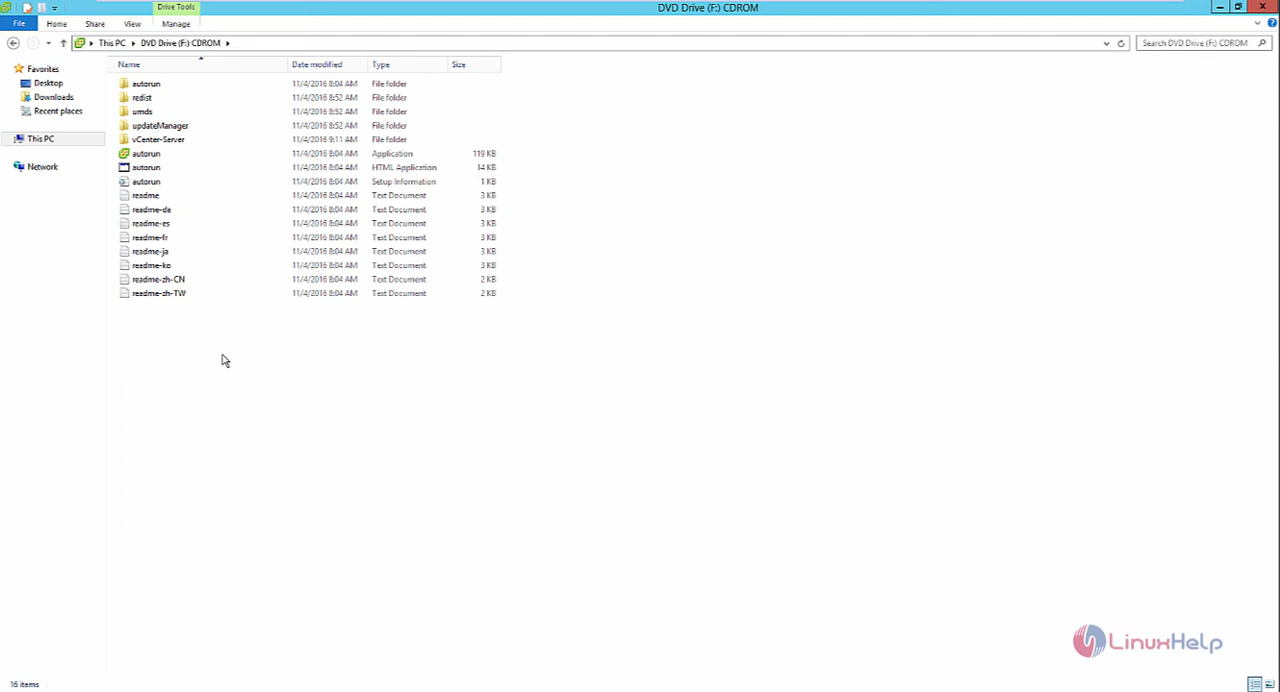 Drive Tools
DVD Drive (F:) CDROM
File Home Share View Manage
This PC DVD Drive (F:) CDROM Search DVD Drive (F:) CDROM
Name Date modified Type Size
Favorites
Desktop
Downloads
Recent places
This PC
Network
autorun 11/4/2016 8:04 AM File folder
redist 11/4/2016 8:52 AM File folder
umds 11/4/2016 8:52 AM File folder
updateManager 11/4/2016 8:52 AM File folder
vCenter-Server 11/4/2016 9:11 AM File folder
autorun 11/4/2016 8:04 AM Application 119 KB
autorun 11/4/2016 8:04 AM HTML Application 14 KB
autorun 11/4/2016 8:04 AM Setup Information 1 KB
readme 11/4/2016 8:04 AM Text Document 3 KB
readme-de 11/4/2016 8:04 AM Text Document 3 KB
readme-es 11/4/2016 8:04 AM Text Document 3 KB
readme-fr 11/4/2016 8:04 AM Text Document 3 KB
readme-ja 11/4/2016 8:04 AM Text Document 3 KB
readme-ko 11/4/2016 8:04 AM Text Document 3 KB
readme-zh-CN 11/4/2016 8:04 AM Text Document 2 KB
readme-zh-TW 11/4/2016 8:04 AM Text Document 2 KB
LinuxHelp
16 items